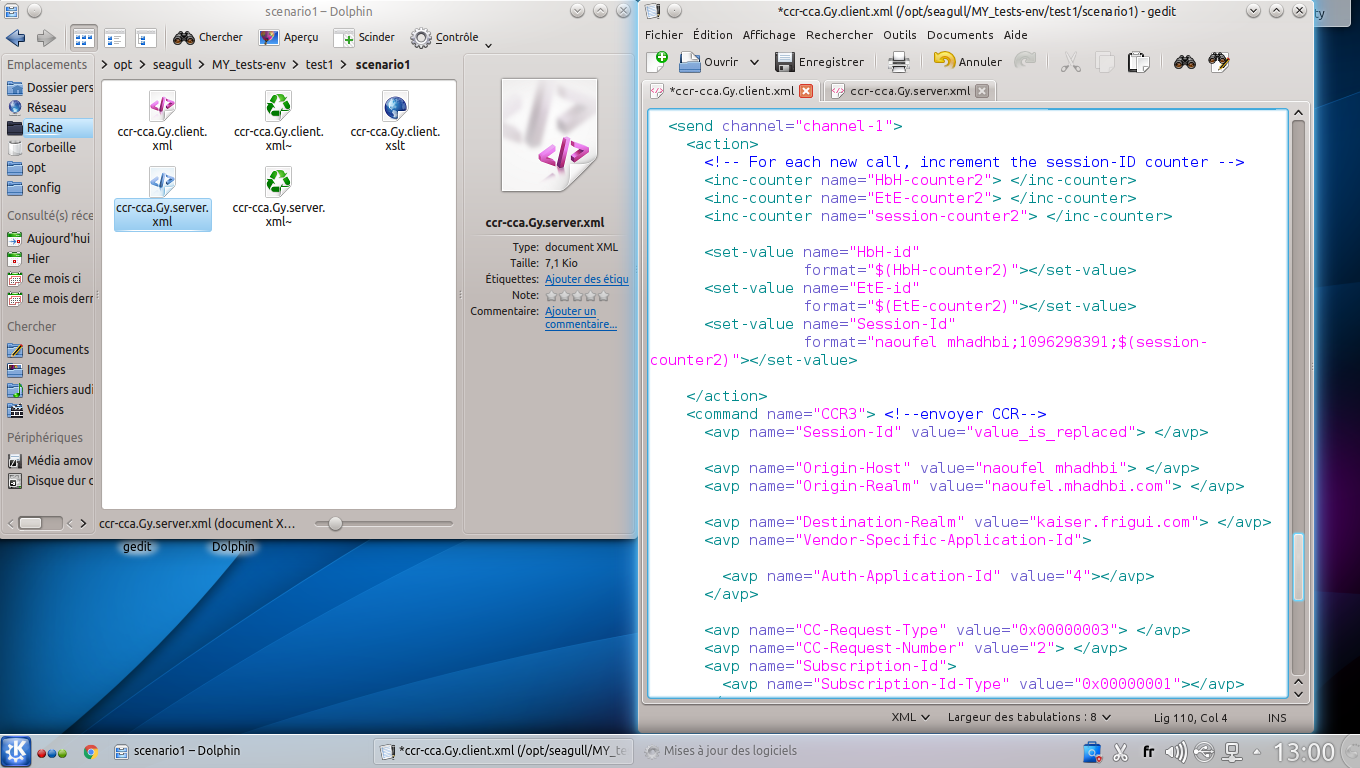 scenario1 – Dolphin
Chercher
Aperçu
Scinder
Contrôle
Emplacements
Dossier pers
Réseau
Racine
Corbeille
opt
config
Consulté(s) réce
Aujourd'hui
Hier
Ce mois ci
Le mois derr
Chercher
Documents
Images
Fichiers audi
Vidéos
Périphériques
Média amov
Disque dur c
> opt > seagull > MY_tests-env > test1 > scenario1
ccr-cca.Gy.client.
xml
ccr-cca.Gy.client.
xml~
ccr-cca.Gy.client.
xslt
ccr-cca.Gy.server.
xml
ccr-cca.Gy.server.
xml~
ccr-cca.Gy.server.xml (document X...
ccr-cca.Gy.server.xml
Type: document XML
Taille: 7,1 Kio
Étiquettes: Ajouter des étiqu
Note:
Commentaire: Ajouter un
commentaire...
gedit
Dolphin
*ccr-cca.Gy.client.xml (/opt/seagull/MY_tests-env/test1/scenario1) - gedit
ty
Fichier Édition Affichage Rechercher Outils Documents Aide
Ouvrir
Enregistrer
Annuler
*ccr-cca.Gy.client.xml
ccr-cca.Gy.server.xml
<send channel="channel-1">
<action>
<!-- For each new call, increment the session-ID counter -->
<inc-counter name="HbH-counter2"> </inc-counter>
<inc-counter name="EtE-counter2"> </inc-counter>
<inc-counter name="session-counter2"> </inc-counter>
<set-value name="HbH-id"
format="$(HbH-counter2)"></set-value>
<set-value name="EtE-id"
format="$(EtE-counter2)"></set-value>
<set-value name="Session-Id"
format="naoufel mhadhbi;1096298391;$(session-
counter2)"></set-value>
</action>
<command name="CCR3"> <!--envoyer CCR-->
<avp name="Session-Id" value="value_is_replaced"> </avp>
<avp name="Origin-Host" value="naoufel mhadhbi"> </avp>
<avp name="Origin-Realm" value="naoufel.mhadhbi.com"> </avp>
<avp name="Destination-Realm" value="kaiser.frigui.com"> </avp>
<avp name="Vendor-Specific-Application-Id">
<avp name="Auth-Application-Id" value="4"></avp>
</avp>
<avp name="CC-Request-Type" value="0x00000003"> </avp>
<avp name="CC-Request-Number" value="2"> </avp>
<avp name="Subscription-Id">
<avp name="Subscription-Id-Type" value="0x00000001"></avp>
XML
Largeur des tabulations : 8
Lig 110, Col 4
INS
scenario1 – Dolphin
*ccr-cca.Gy.client.xml (/opt/seagull/MY_te
Mises à jour des logiciels
fr
13:00